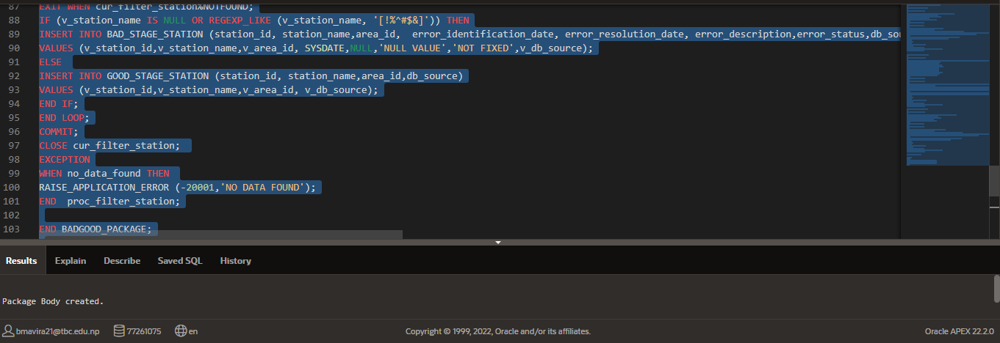 87 EXIT WHEN cur_filter_station%NOTFOUND;
88 IF (v_station_name IS NULL OR REGEXP_LIKE (v_station_name, '[!%^#$&]')) THEN
89 INSERT INTO BAD_STAGE_STATION (station_id, station_name,area_id,  error_identification_date, error_resolution_date, error_description,error_status,db_sou
90 VALUES (v_station_id,v_station_name,v_area_id, SYSDATE,NULL,'NULL VALUE','NOT FIXED',v_db_source);
91 ELSE
92 INSERT INTO GOOD_STAGE_STATION (station_id, station_name,area_id,db_source)
93 VALUES (v_station_id,v_station_name,v_area_id, v_db_source);
94 END IF;
95 END LOOP;
96 COMMIT;
97 CLOSE cur_filter_station;
98 EXCEPTION
99 WHEN no_data_found THEN
100 RAISE_APPLICATION_ERROR (-20001,'NO DATA FOUND');
101 END  proc_filter_station;
102
103 END BADGOOD_PACKAGE;
Results Explain Describe Saved SQL History
Package Body created.
bmavira21@tbc.edu.np 77261075 en Copyright © 1999, 2022, Oracle and/or its affiliates. Oracle APEX 22.2.0